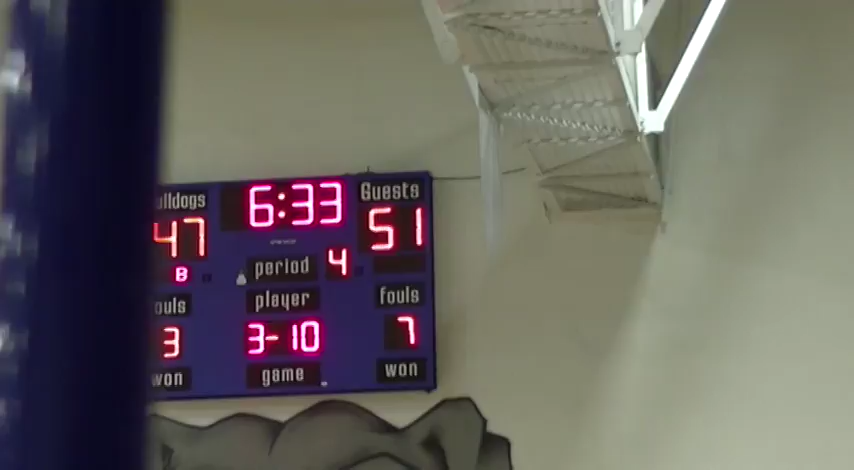 lldogs 6:33 Guests
47 51
B period 4
ouls player fouls
3 3-10 7
won game won